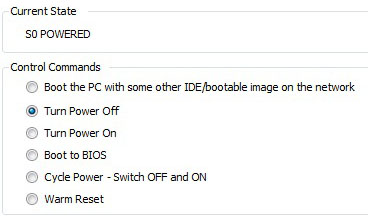 Current State
S0 POWERED
Control Commands
Boot the PC with some other IDE/bootable image on the network
Turn Power Off
Turn Power On
Boot to BIOS
Cycle Power - Switch OFF and ON
Warm Reset